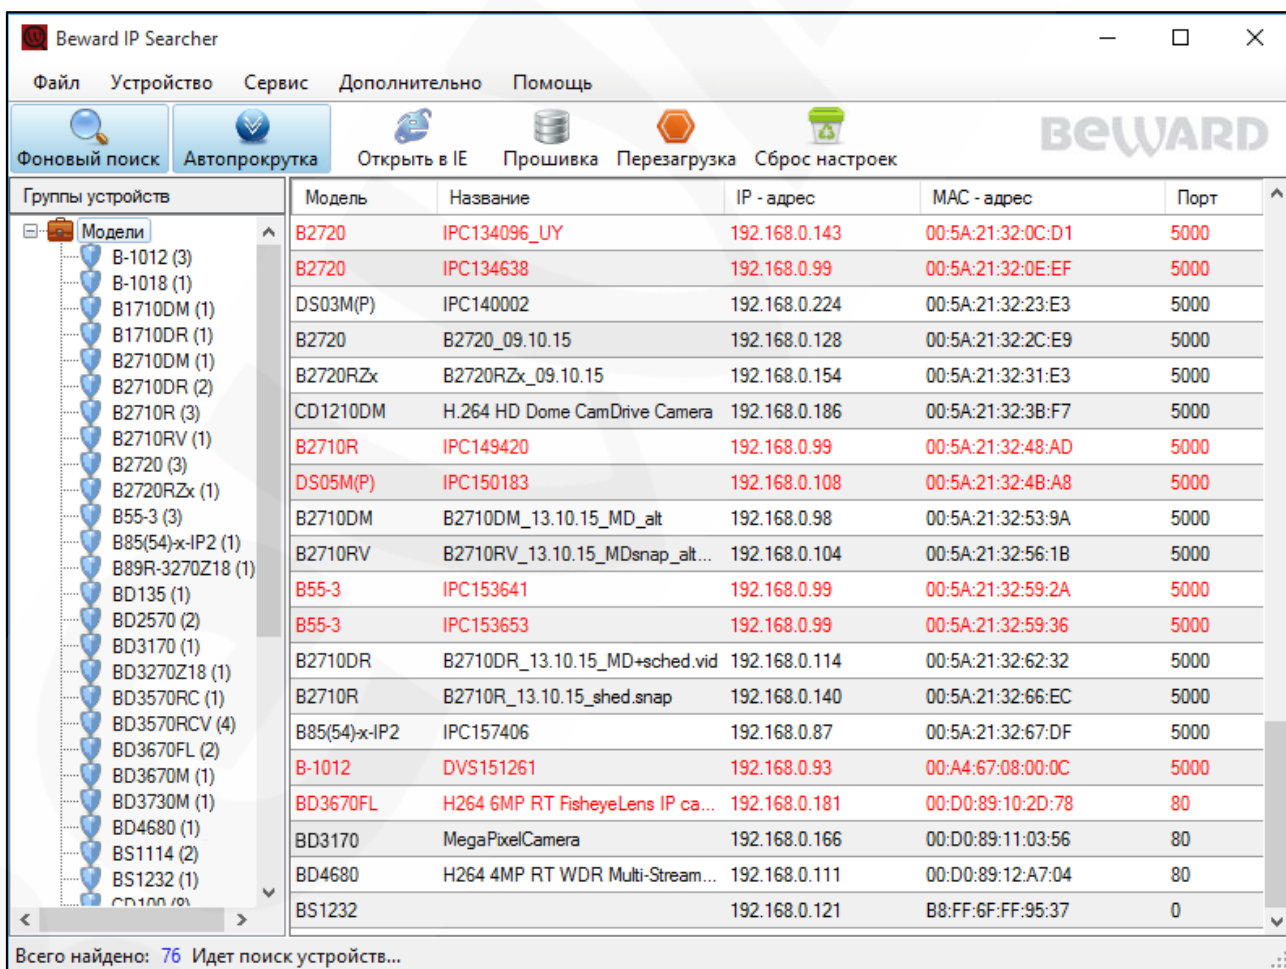 Beward IP Searcher
Файл Устройство Сервис Дополнительно Помощь
Фоновый поиск Автопрокрутка Открыть в IE Прошивка Перезагрузка Сброс настроек BEWARD
Группы устройств
Модели
B-1012 (3)
B-1018 (1)
B1710DM (1)
B1710DR (1)
B2710DM (1)
B2710DR (2)
B2710R (3)
B2710RV (1)
B2720 (3)
B2720RZx (1)
B55-3 (3)
B85(54)-x-IP2 (1)
B89R-3270Z18 (1)
BD135 (1)
BD2570 (2)
BD3170 (1)
BD3270Z18 (1)
BD3570RC (1)
BD3570RCV (4)
BD3670FL (2)
BD3670M (1)
BD3730M (1)
BD4680 (1)
BS1114 (2)
BS1232 (1)
CD100 (8)
Модель Название IP - адрес MAC - адрес Порт
B2720 IPC134096_UY 192.168.0.143 00:5A:21:32:0C:D1 5000
B2720 IPC134638 192.168.0.99 00:5A:21:32:0E:EF 5000
DS03M(P) IPC140002 192.168.0.224 00:5A:21:32:23:E3 5000
B2720 B2720_09.10.15 192.168.0.128 00:5A:21:32:2C:E9 5000
B2720RZx B2720RZx_09.10.15 192.168.0.154 00:5A:21:32:31:E3 5000
CD1210DM H.264 HD Dome CamDrive Camera 192.168.0.186 00:5A:21:32:3B:F7 5000
B2710R IPC149420 192.168.0.99 00:5A:21:32:48:AD 5000
DS05M(P) IPC150183 192.168.0.108 00:5A:21:32:4B:A8 5000
B2710DM B2710DM_13.10.15_MD_alt 192.168.0.98 00:5A:21:32:53:9A 5000
B2710RV B2710RV_13.10.15_MDsnap_alt... 192.168.0.104 00:5A:21:32:56:1B 5000
B55-3 IPC153641 192.168.0.99 00:5A:21:32:59:2A 5000
B55-3 IPC153653 192.168.0.99 00:5A:21:32:59:36 5000
B2710DR B2710DR_13.10.15_MD+sched.vid 192.168.0.114 00:5A:21:32:62:32 5000
B2710R B2710R_13.10.15_shed.snap 192.168.0.140 00:5A:21:32:66:EC 5000
B85(54)-x-IP2 IPC157406 192.168.0.87 00:5A:21:32:67:DF 5000
B-1012 DVS151261 192.168.0.93 00:A4:67:08:00:0C 5000
BD3670FL H264 6MP RT FisheyeLens IP ca... 192.168.0.181 00:D0:89:10:2D:78 80
BD3170 MegaPixelCamera 192.168.0.166 00:D0:89:11:03:56 80
BD4680 H264 4MP RT WDR Multi-Stream... 192.168.0.111 00:D0:89:12:A7:04 80
BS1232 192.168.0.121 B8:FF:6F:FF:95:37 0
Всего найдено: 76 Идет поиск устройств...